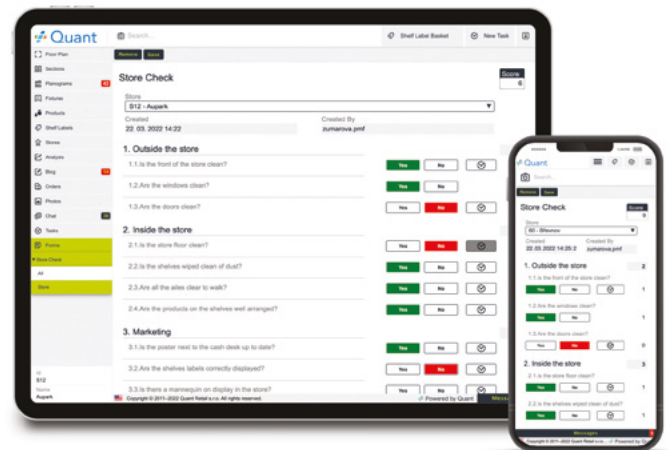 Quant
Search...
Shelf Label Basket
New Task
Floor Plan
Sections
Planograms
Fixtures
Products
Shelf Labels
Stores
Analysis
Blog
Orders
Photos
Chat
Tasks
Forms
Store Check
All
Store
Id
S12
Name
Aupark
Remove Save
Store Check
Score
6
Store
S12 - Aupark
Created
Created By
22. 03. 2022 14:22
zumarova.pmf
1. Outside the store
1.1.Is the front of the store clean?
Yes No
1.2.Are the windows clean?
Yes No
1.3.Are the doors clean?
Yes No
2. Inside the store
2.1.Is the store floor clean?
Yes No
2.2.Is the shelves wiped clean of dust?
Yes No
2.3.Are all the ailes clear to walk?
Yes No
2.4.Are the products on the shelves well arranged?
Yes No
3. Marketing
3.1.Is the poster next to the cash desk up to date?
Yes No
3.2.Are the shelves labels correctly displayed?
Yes No
3.3.Is there a mannequin on display in the store?
Yes No
Copyright © 2011-2022 Quant Retail s.r.o. All rights reserved.
Powered by Quant
Quant
Search...
Remove Save
Store Check
Score
Store
Created
Created By
22. 03. 2022 14:25:2
zumarova.pmf
1. Outside the store
2
1.1.Is the front of the store clean?
Yes No
1
1.2.Are the windows clean?
Yes No
1
1.3.Are the doors clean?
Yes No
0
2. Inside the store
3
2.1.Is the store floor clean?
Yes No
1
2.2.Is the shelves wiped clean of dust?
Yes No
1
Messages
Copyright © 2011-2022 Quant Retail s.r.o.